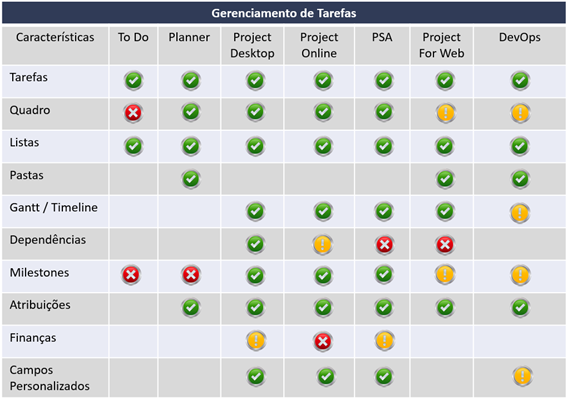 Gerenciamento de Tarefas
Características To Do Planner Project Desktop Project Online PSA Project For Web DevOps
Tarefas
Quadro
Listas
Pastas
Gantt / Timeline
Dependências
Milestones
Atribuições
Finanças
Campos
Personalizados